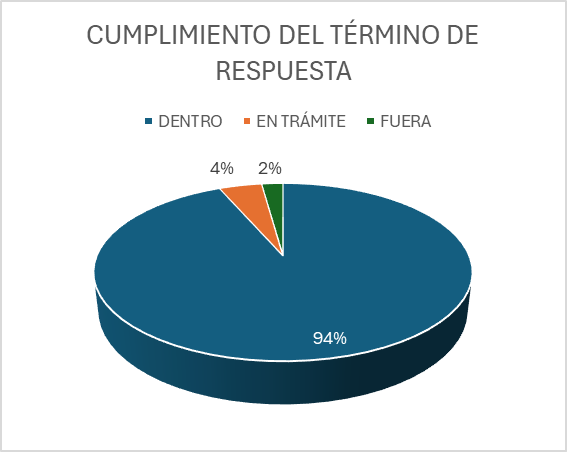 CUMPLIMIENTO DEL TÉRMINO DE
RESPUESTA
DENTRO EN TRÁMITE FUERA
4% 2%
94%